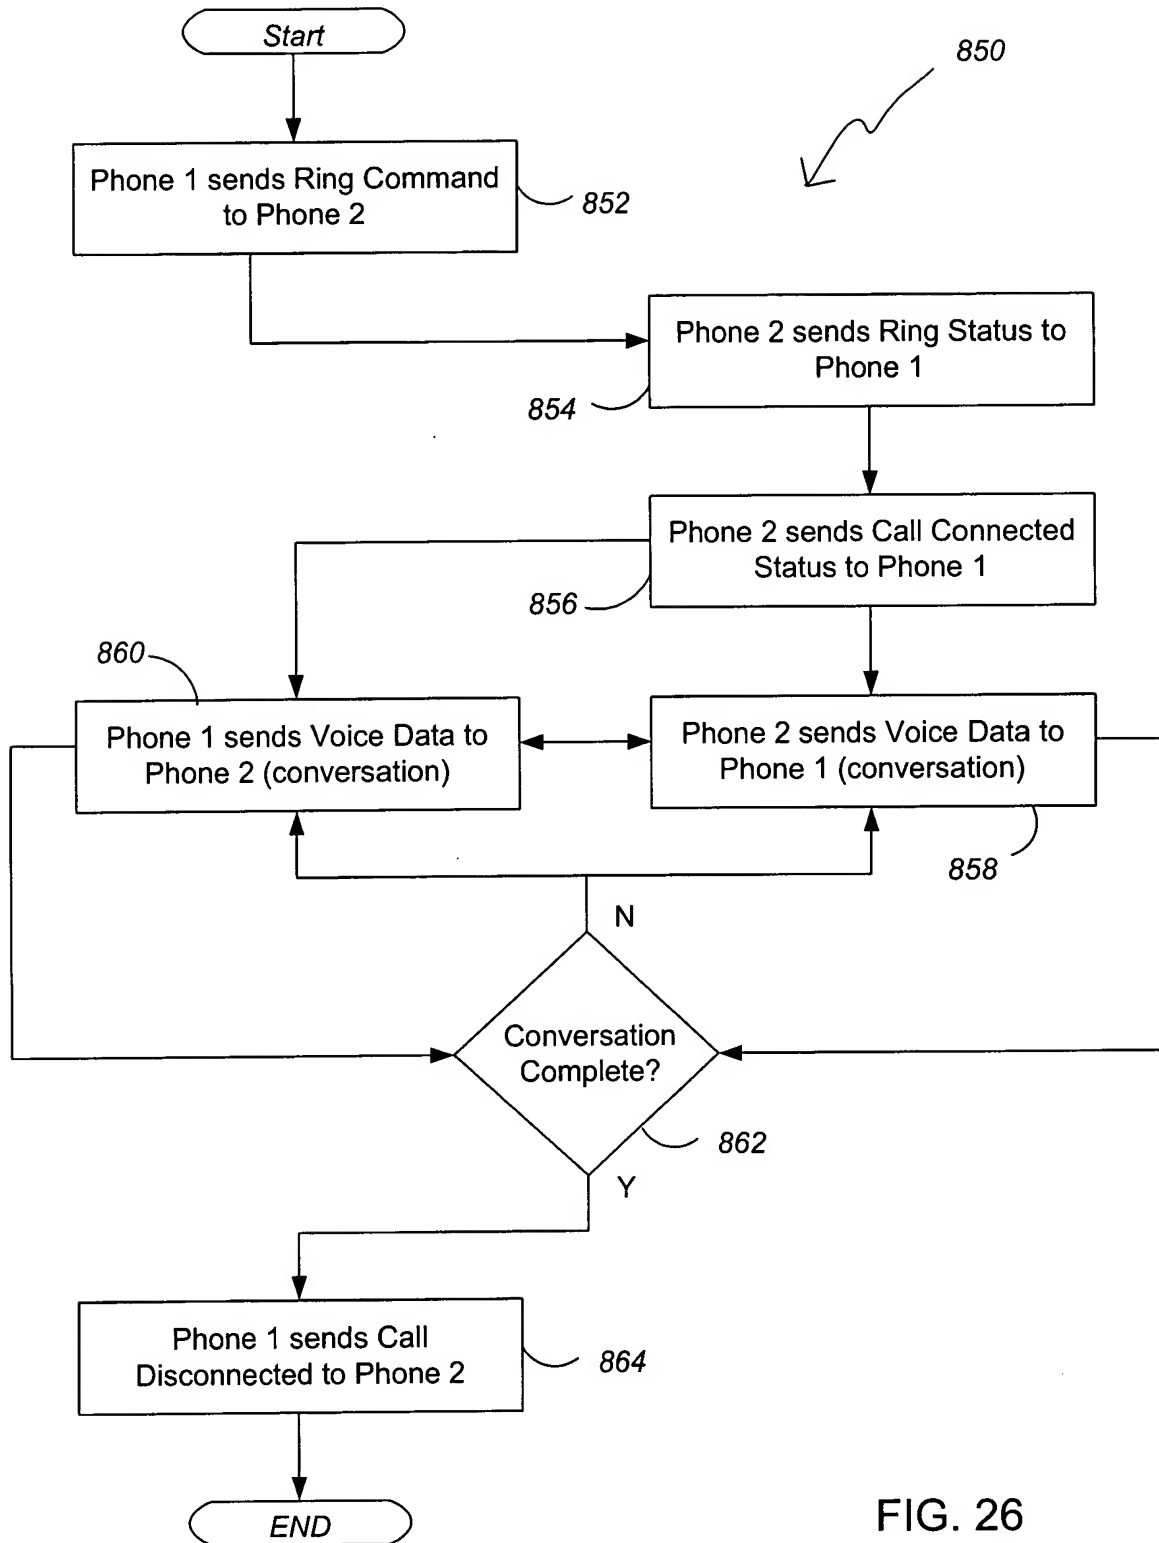 Start
850
Phone 1 sends Ring Command
to Phone 2
852
Phone 2 sends Ring Status to
Phone 1
854
Phone 2 sends Call Connected
Status to Phone 1
856
860
Phone 1 sends Voice Data to
Phone 2 (conversation)
Phone 2 sends Voice Data to
Phone 1 (conversation)
858
N
Conversation
Complete?
862
Y
Phone 1 sends Call
Disconnected to Phone 2
864
END
FIG. 26